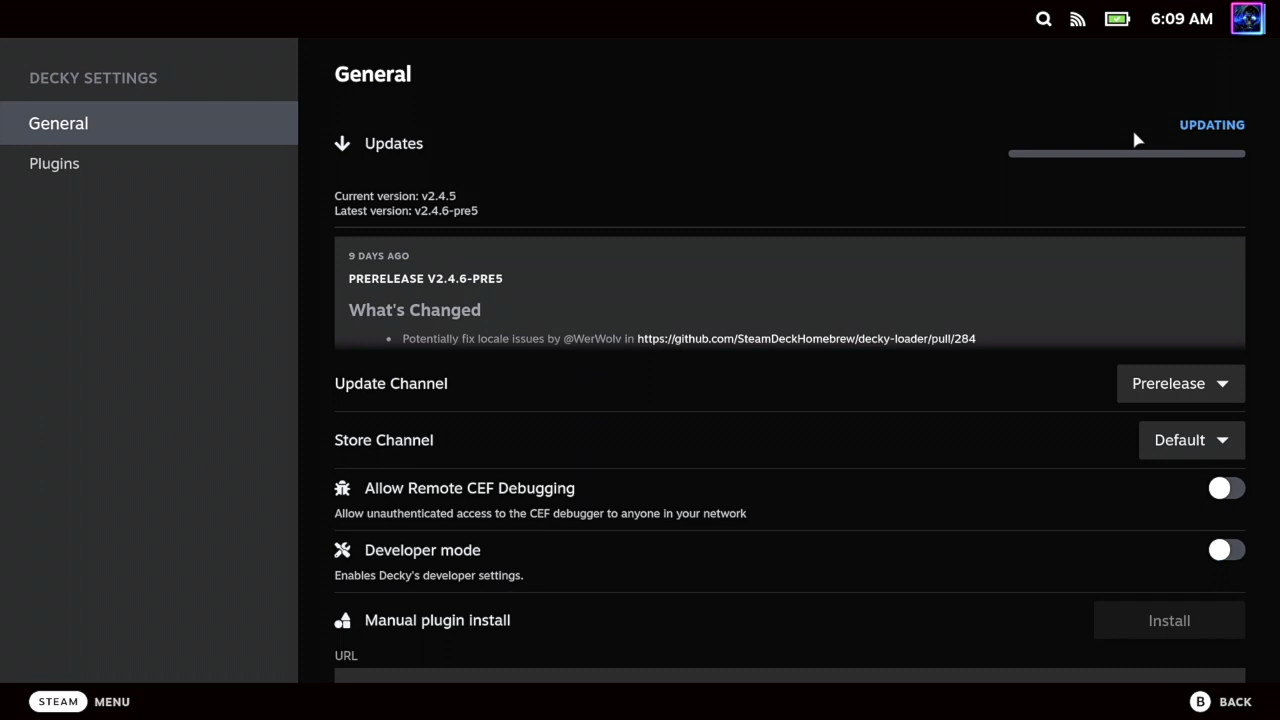 6:09 AM
DECKY SETTINGS
General
Plugins
General
UPDATING
Updates
Current version: v2.4.5
Latest version: v2.4.6-pre5
9 DAYS AGO
PRERELEASE V2.4.6-PRE5
What's Changed
• Potentially fix locale issues by @WerWolv in https://github.com/SteamDeckHomebrew/decky-loader/pull/284
Update Channel
Prerelease
Store Channel
Default
Allow Remote CEF Debugging
Allow unauthenticated access to the CEF debugger to anyone in your network
Developer mode
Enables Decky's developer settings.
Manual plugin install
Install
URL
STEAM MENU
B BACK